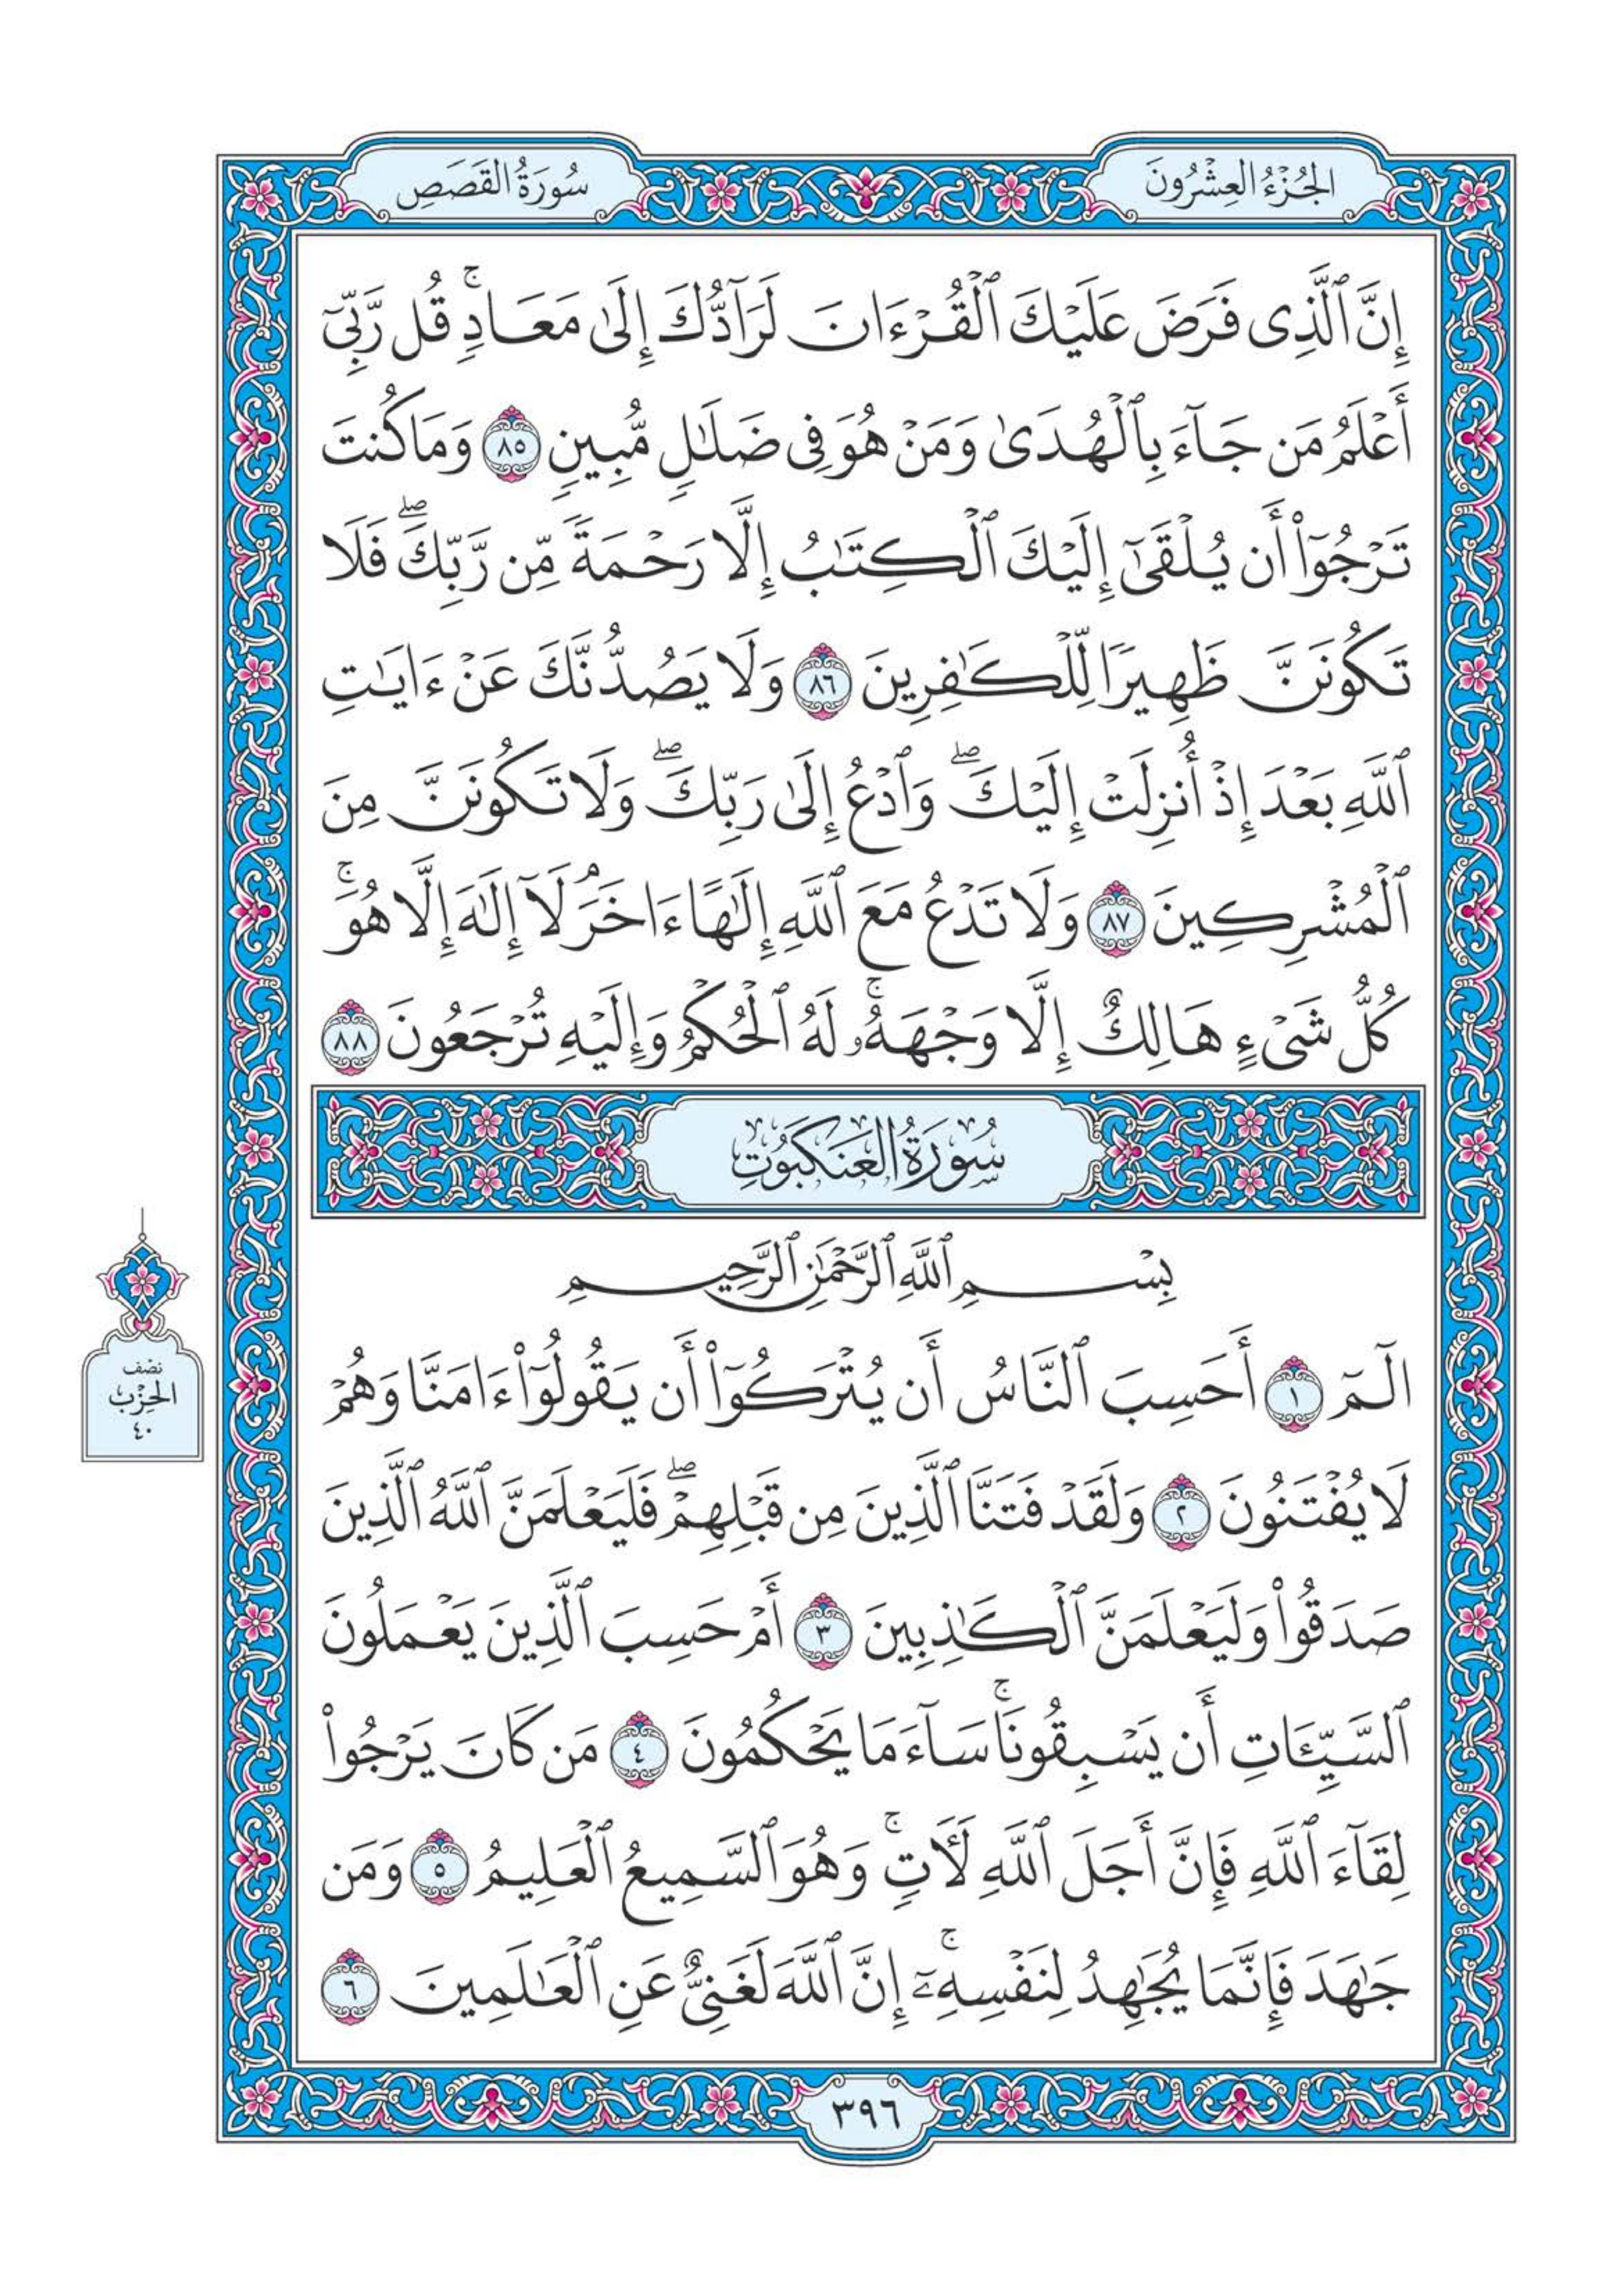 الجُزْءُ العِشْرُونَ
سُورَةُ القَصَصِ
إِنَّ ٱلَّذِى فَرَضَ عَلَيْكَ ٱلْقُرْءَانَ لَرَآدُّكَ إِلَىٰ مَعَادٍۚ قُل رَّبِّىٓ
أَعْلَمُ مَن جَآءَ بِٱلْهُدَىٰ وَمَنْ هُوَ فِى ضَلَٰلٍ مُّبِينٍ ٨٥ وَمَا كُنتَ
تَرْجُوٓا۟ أَن يُلْقَىٰٓ إِلَيْكَ ٱلْكِتَٰبُ إِلَّا رَحْمَةً مِّن رَّبِّكَۖ فَلَا
تَكُونَنَّ ظَهِيرًا لِّلْكَٰفِرِينَ ٨٦ وَلَا يَصُدُّنَّكَ عَنْ ءَايَٰتِ
ٱللَّهِ بَعْدَ إِذْ أُنزِلَتْ إِلَيْكَۖ وَٱدْعُ إِلَىٰ رَبِّكَۖ وَلَا تَكُونَنَّ مِنَ
ٱلْمُشْرِكِينَ ٨٧ وَلَا تَدْعُ مَعَ ٱللَّهِ إِلَٰهًا ءَاخَرَۘ لَآ إِلَٰهَ إِلَّا هُوَۚ
كُلُّ شَىْءٍ هَالِكٌ إِلَّا وَجْهَهُۥۚ لَهُ ٱلْحُكْمُ وَإِلَيْهِ تُرْجَعُونَ ٨٨
سُورَةُ العَنكَبُوتِ
بِسْمِ ٱللَّهِ ٱلرَّحْمَٰنِ ٱلرَّحِيمِ
الٓمٓ ١ أَحَسِبَ ٱلنَّاسُ أَن يُتْرَكُوٓا۟ أَن يَقُولُوٓا۟ ءَامَنَّا وَهُمْ
لَا يُفْتَنُونَ ٢ وَلَقَدْ فَتَنَّا ٱلَّذِينَ مِن قَبْلِهِمْۖ فَلَيَعْلَمَنَّ ٱللَّهُ ٱلَّذِينَ
صَدَقُوا۟ وَلَيَعْلَمَنَّ ٱلْكَٰذِبِينَ ٣ أَمْ حَسِبَ ٱلَّذِينَ يَعْمَلُونَ
ٱلسَّيِّـَٔاتِ أَن يَسْبِقُونَاۚ سَآءَ مَا يَحْكُمُونَ ٤ مَن كَانَ يَرْجُوا۟
لِقَآءَ ٱللَّهِ فَإِنَّ أَجَلَ ٱللَّهِ لَـَٔاتٍۚ وَهُوَ ٱلسَّمِيعُ ٱلْعَلِيمُ ٥ وَمَن
جَٰهَدَ فَإِنَّمَا يُجَٰهِدُ لِنَفْسِهِۦٓۚ إِنَّ ٱللَّهَ لَغَنِىٌّ عَنِ ٱلْعَٰلَمِينَ ٦
نصْف
الحِزْب
٤٠
٣٩٦